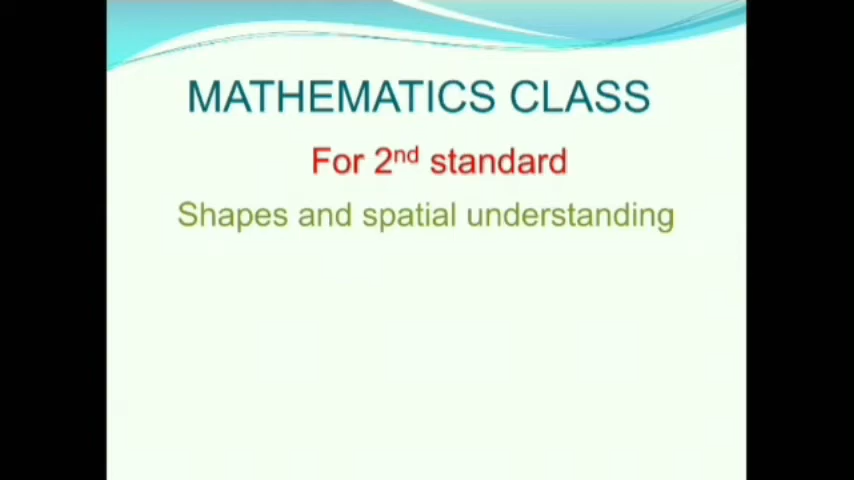 MATHEMATICS CLASS
For 2nd standard
Shapes and spatial understanding